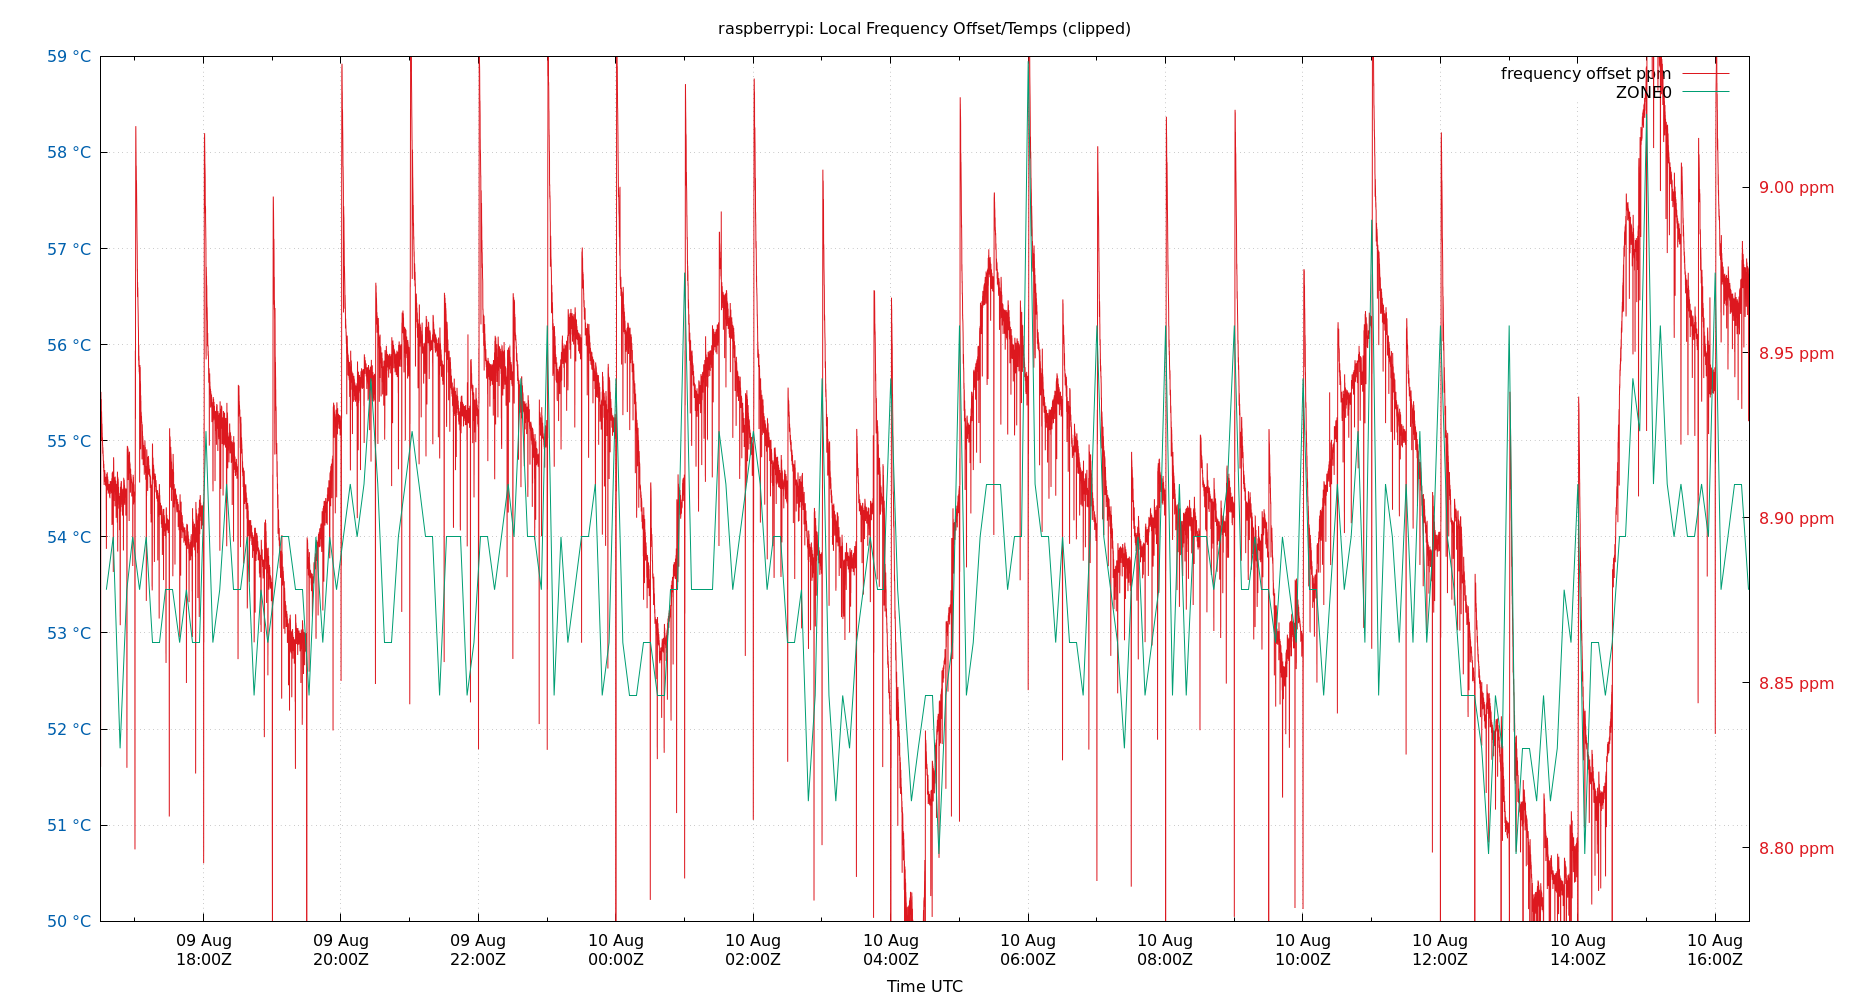 raspberrypi: Local Frequency Offset/Temps (clipped)
frequency offset ppm
ZONE0
59 °C
58 °C
57 °C
56 °C
55 °C
54 °C
53 °C
52 °C
51 °C
50 °C
9.00 ppm
8.95 ppm
8.90 ppm
8.85 ppm
8.80 ppm
09 Aug 09 Aug 09 Aug 10 Aug 10 Aug 10 Aug 10 Aug 10 Aug 10 Aug 10 Aug 10 Aug 10 Aug
18:00Z 20:00Z 22:00Z 00:00Z 02:00Z 04:00Z 06:00Z 08:00Z 10:00Z 12:00Z 14:00Z 16:00Z
Time UTC